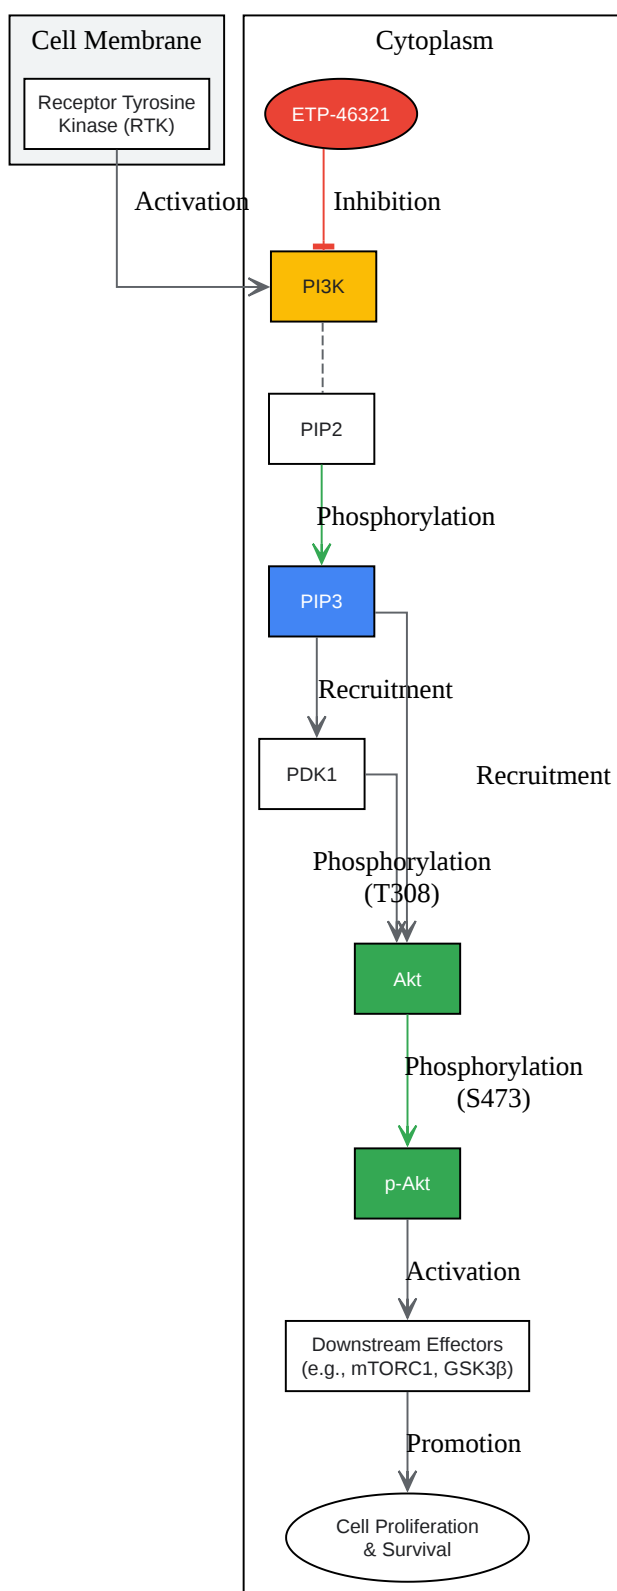 Cell Membrane
Cytoplasm
Receptor Tyrosine
Kinase (RTK)
ETP-46321
Activation
Inhibition
PI3K
PIP2
Phosphorylation
PIP3
Recruitment
PDK1
Recruitment
Phosphorylation
(T308)
Akt
Phosphorylation
(S473)
p-Akt
Activation
Downstream Effectors
(e.g., mTORC1, GSK3β)
Promotion
Cell Proliferation
& Survival